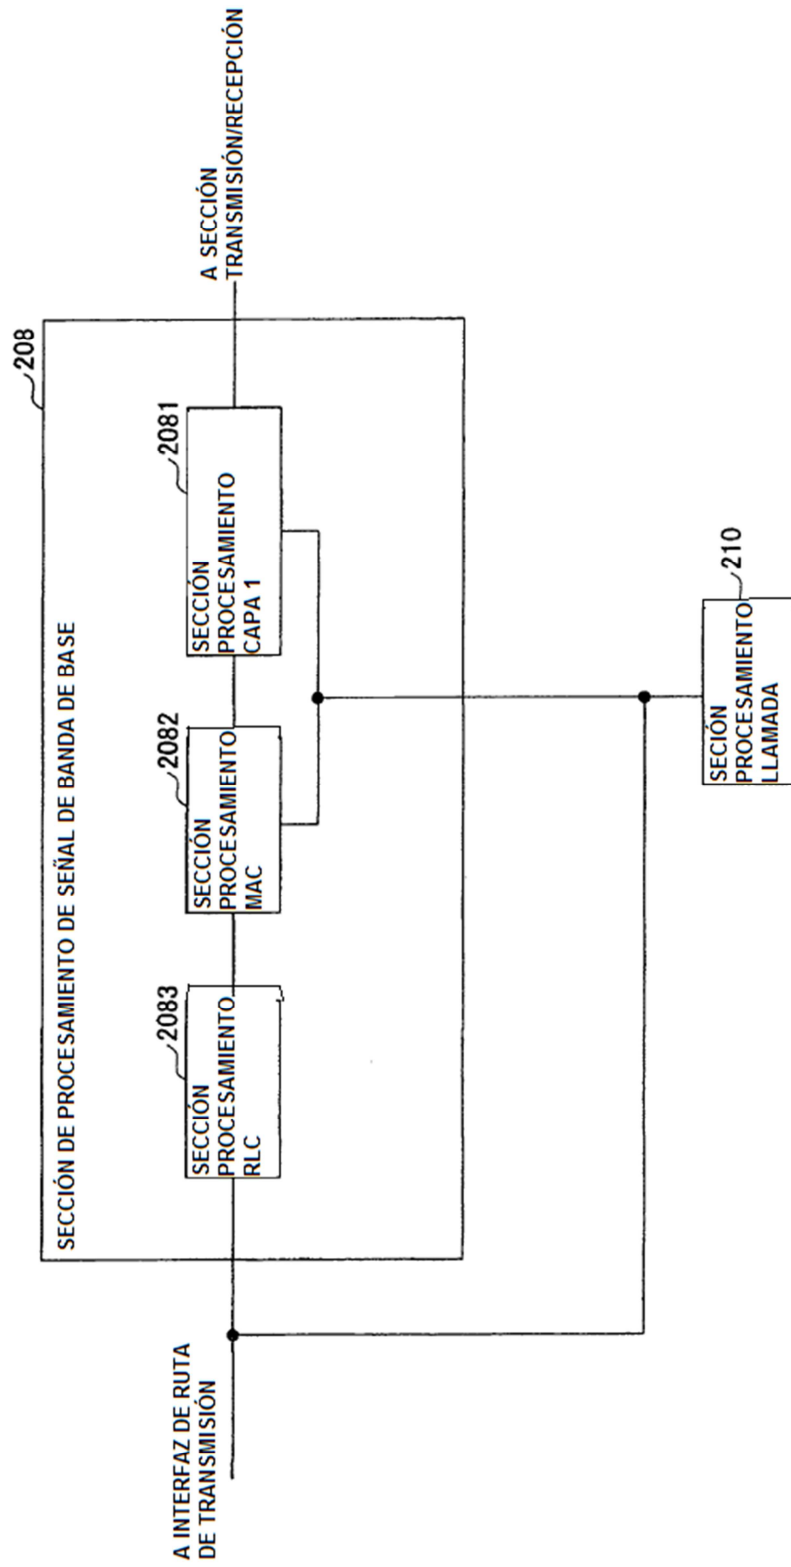 208
SECCIÓN DE PROCESAMIENTO DE SEÑAL DE BANDA DE BASE
A INTERFAZ DE RUTA
DE TRANSMISIÓN
2083
SECCIÓN
PROCESAMIENTO
RLC
2082
SECCIÓN
PROCESAMIENTO
MAC
2081
SECCIÓN
PROCESAMIENTO
CAPA 1
A SECCIÓN
TRANSMISIÓN/RECEPCIÓN
210
SECIÓN
PROCESAMIENTO
LLAMADA